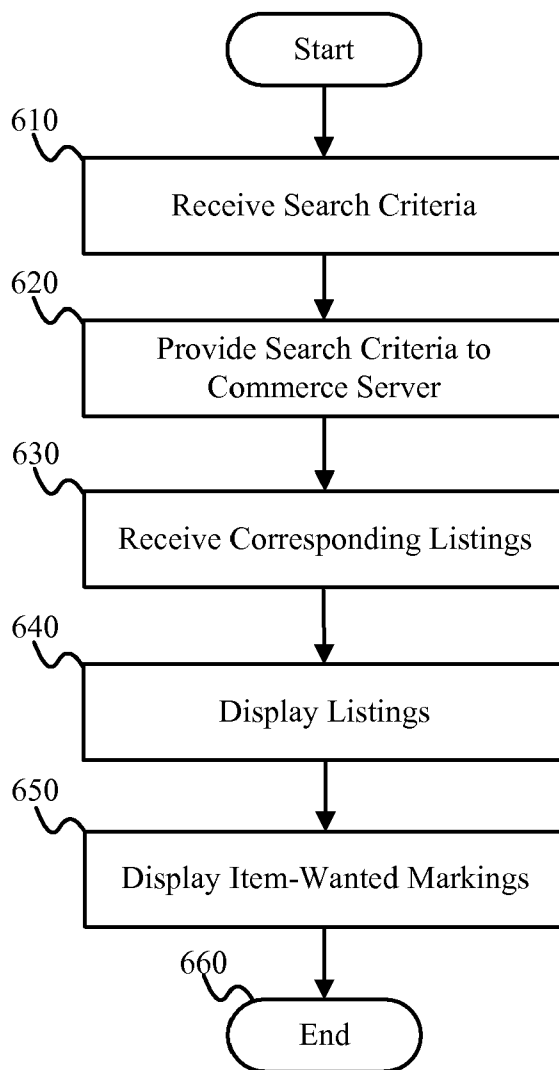 Start
610
Receive Search Criteria
620
Provide Search Criteria to
Commerce Server
630
Receive Corresponding Listings
640
Display Listings
650
Display Item-Wanted Markings
660
End